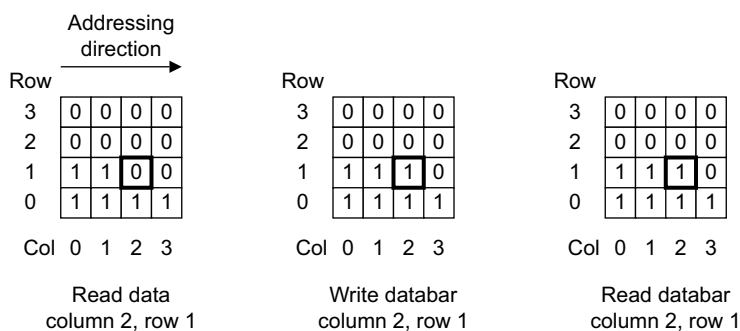 Addressing
direction
Row Row Row
3 0 0 0 0 3 0 0 0 0 3 0 0 0 0
2 0 0 0 0 2 0 0 0 0 2 0 0 0 0
1 1 1 0 0 1 1 1 1 0 1 1 1 1 0
0 1 1 1 1 0 1 1 1 1 0 1 1 1 1
Col 0 1 2 3 Col 0 1 2 3 Col 0 1 2 3
Read data Write databar Read databar
column 2, row 1 column 2, row 1 column 2, row 1